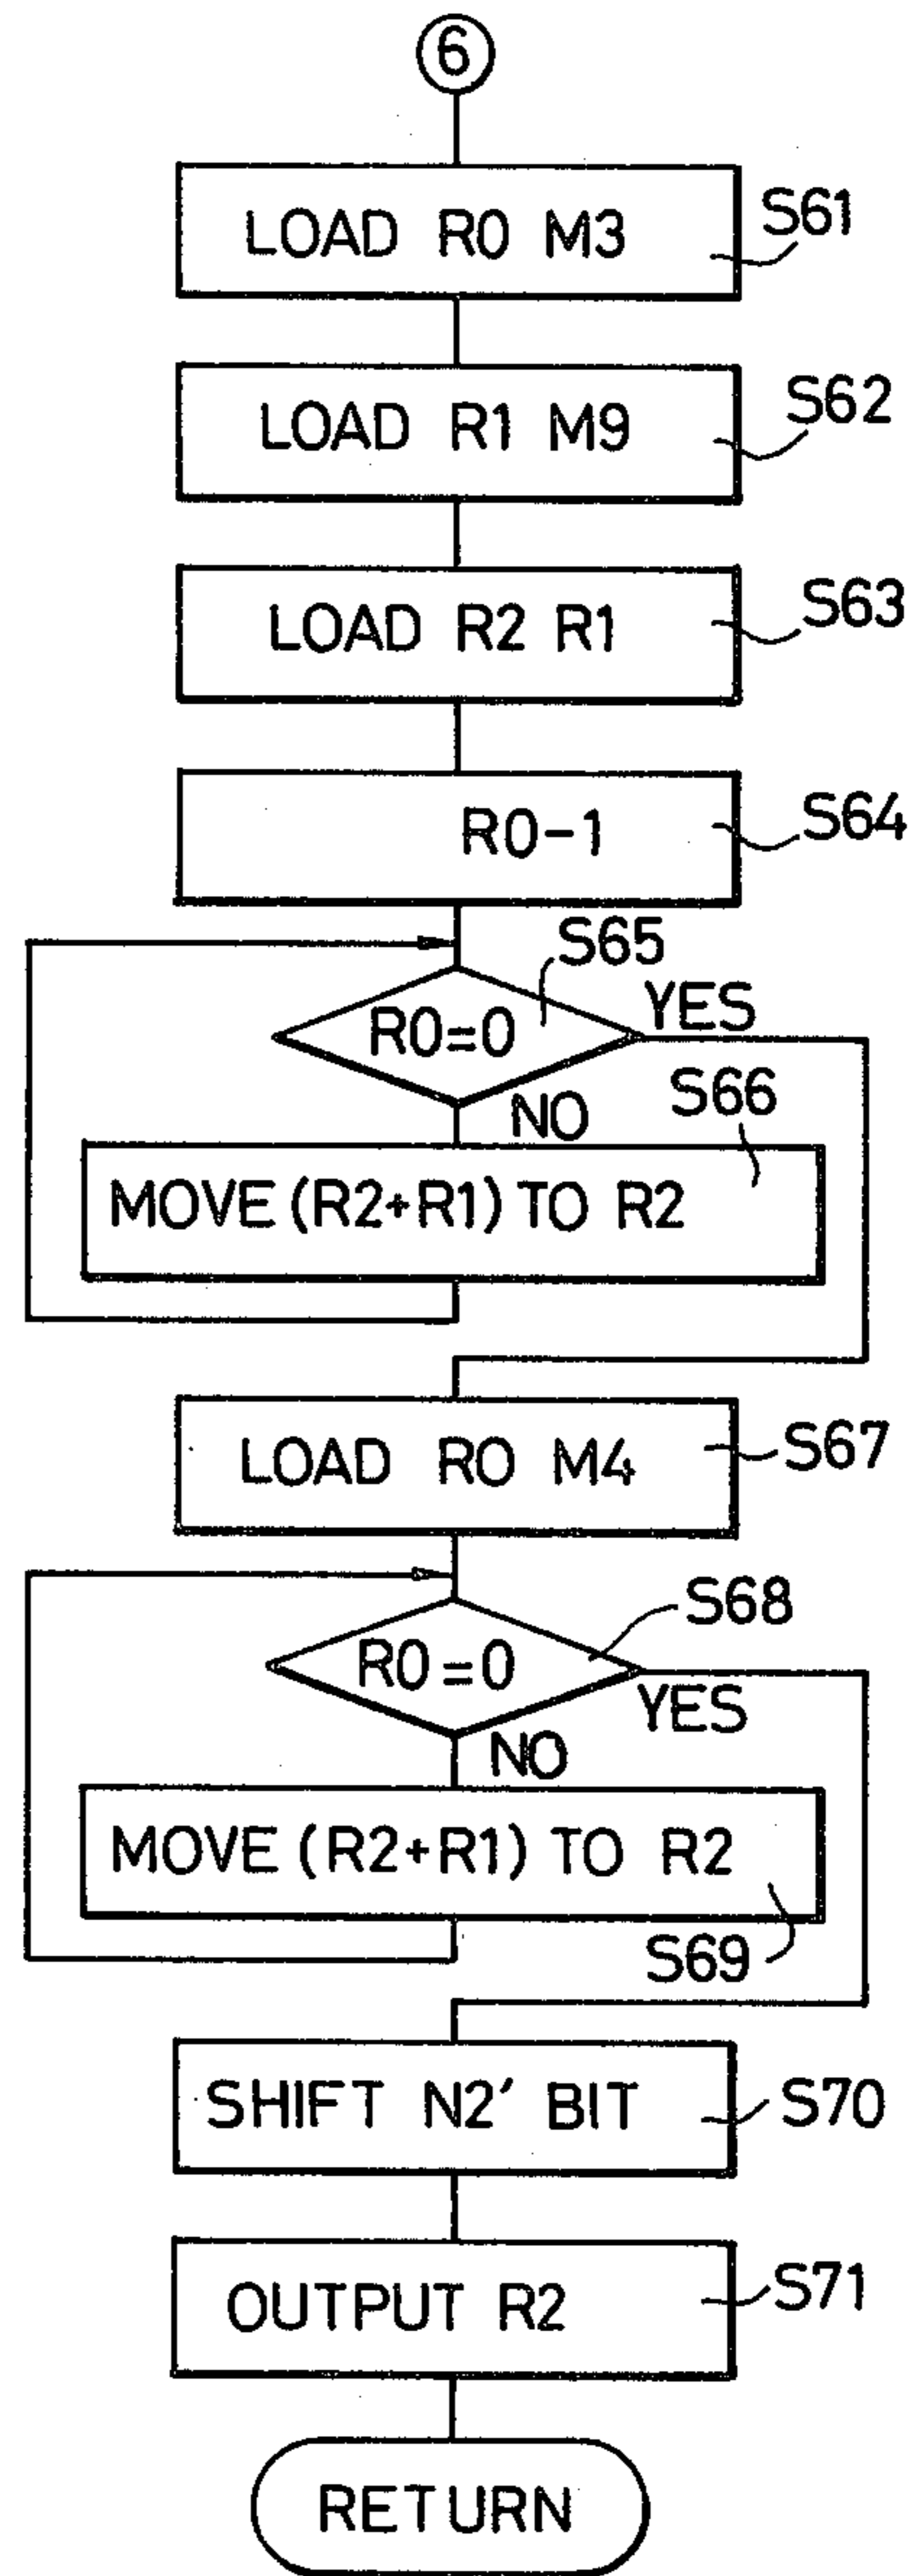 6
LOAD R0 M3
S61
LOAD R1 M9
S62
LOAD R2 R1
S63
R0-1
S64
S65
R0=0
YES
NO
S66
MOVE (R2+R1) TO R2
LOAD R0 M4
S67
S68
R0=0
YES
NO
MOVE (R2+R1) TO R2
S69
SHIFT N2' BIT
S70
OUTPUT R2
S71
RETURN